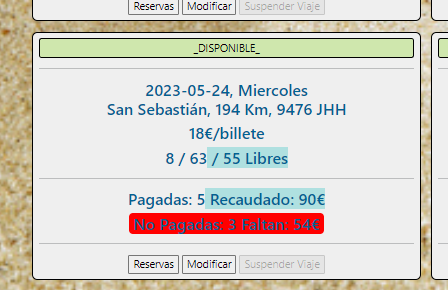 Reservas Modificar Suspender Viaje
_DISPONIBLE_
2023-05-24, Miercoles
San Sebastián, 194 Km, 9476 JHH
18€/billete
8 / 63 / 55 Libres
Pagadas: 5 Recaudado: 90€
No Pagadas: 3 Faltan: 54€
Reservas Modificar Suspender Viaje